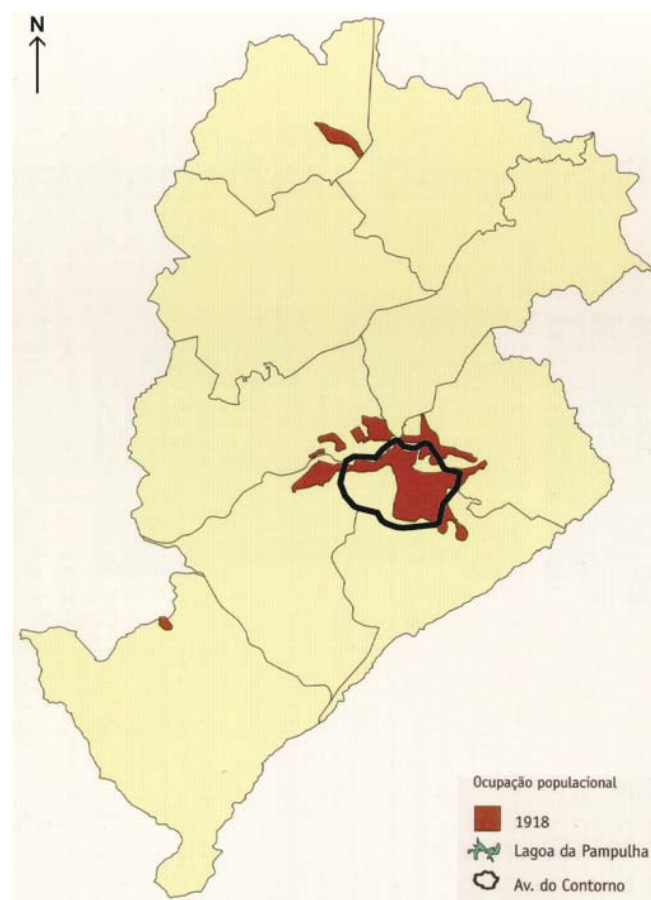 N
Ocupação populacional
1918
Lagoa da Pampulha
Av. do Contorno